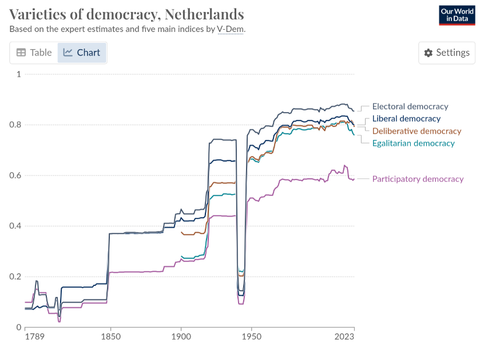 Varieties of democracy, Netherlands
Based on the expert estimates and five main indices by V-Dem.
Our World
in Data
Table
Chart
Settings
1
0.8
0.6
0.4
0.2
0
Electoral democracy
Liberal democracy
Deliberative democracy
Egalitarian democracy
Participatory democracy
1789
1850
1900
1950
2023